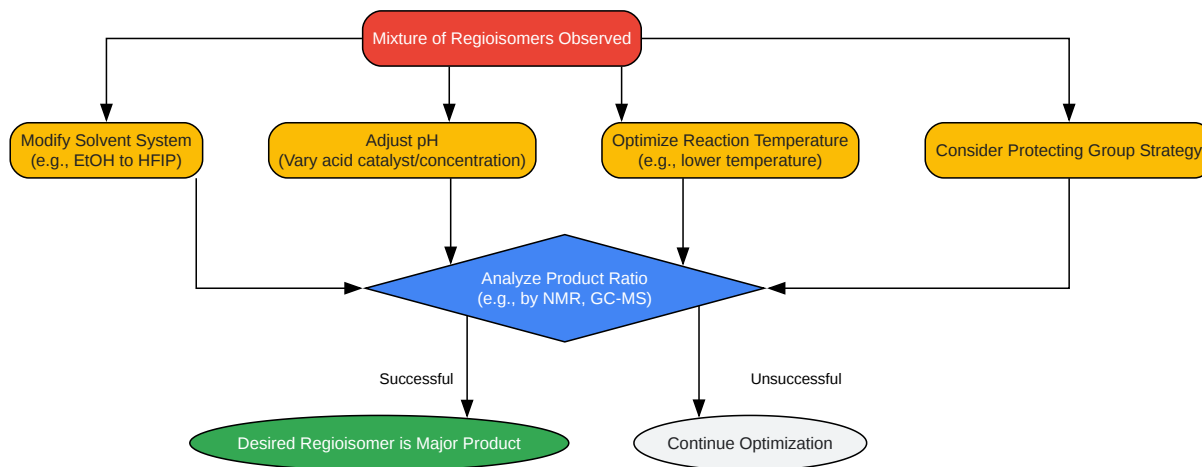 Mixture of Regioisomers Observed
Modify Solvent System
(e.g., EtOH to HFIP)
Adjust pH
(Vary acid catalyst/concentration)
Optimize Reaction Temperature
(e.g., lower temperature)
Consider Protecting Group Strategy
Analyze Product Ratio
(e.g., by NMR, GC-MS)
Successful
Unsuccessful
Desired Regioisomer is Major Product
Continue Optimization